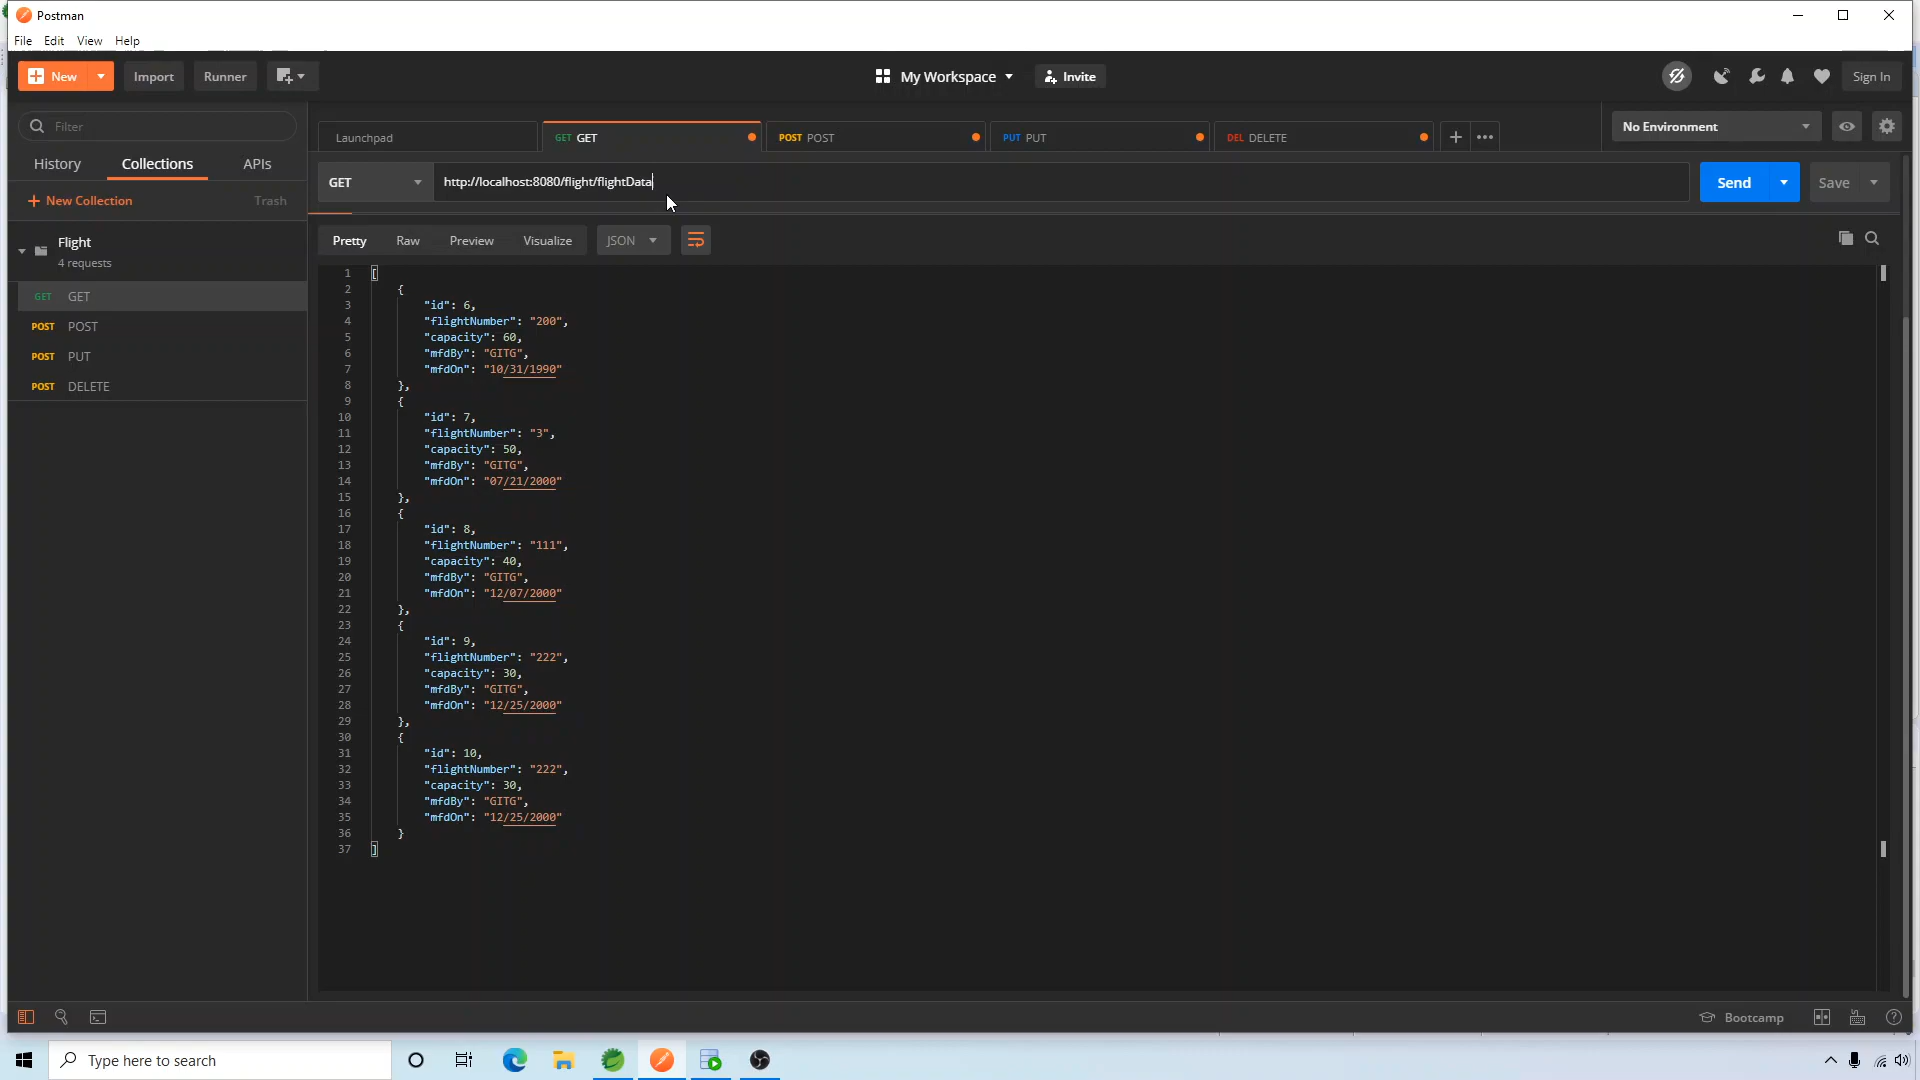 Postman
File Edit View Help
New Import Runner My Workspace Invite Sign In
Filter
Launchpad GET GET POST POST PUT PUT DEL DELETE ••• No Environment
History Collections APIs
GET http://localhost:8080/flight/flightData Send Save
+ New Collection Trash
Flight
4 requests
Pretty Raw Preview Visualize JSON
GET GET
POST POST
POST PUT
POST DELETE
1 [
2 {
3 "id": 6,
4 "flightNumber": "200",
5 "capacity": 60,
6 "mfdBy": "GITG",
7 "mfdOn": "10/31/1990"
8 },
9 {
10 "id": 7,
11 "flightNumber": "3",
12 "capacity": 50,
13 "mfdBy": "GITG",
14 "mfdOn": "07/21/2000"
15 },
16 {
17 "id": 8,
18 "flightNumber": "111",
19 "capacity": 40,
20 "mfdBy": "GITG",
21 "mfdOn": "12/07/2000"
22 },
23 {
24 "id": 9,
25 "flightNumber": "222",
26 "capacity": 30,
27 "mfdBy": "GITG",
28 "mfdOn": "12/25/2000"
29 },
30 {
31 "id": 10,
32 "flightNumber": "222",
33 "capacity": 30,
34 "mfdBy": "GITG",
35 "mfdOn": "12/25/2000"
36 }
37 ]
Bootcamp
Type here to search